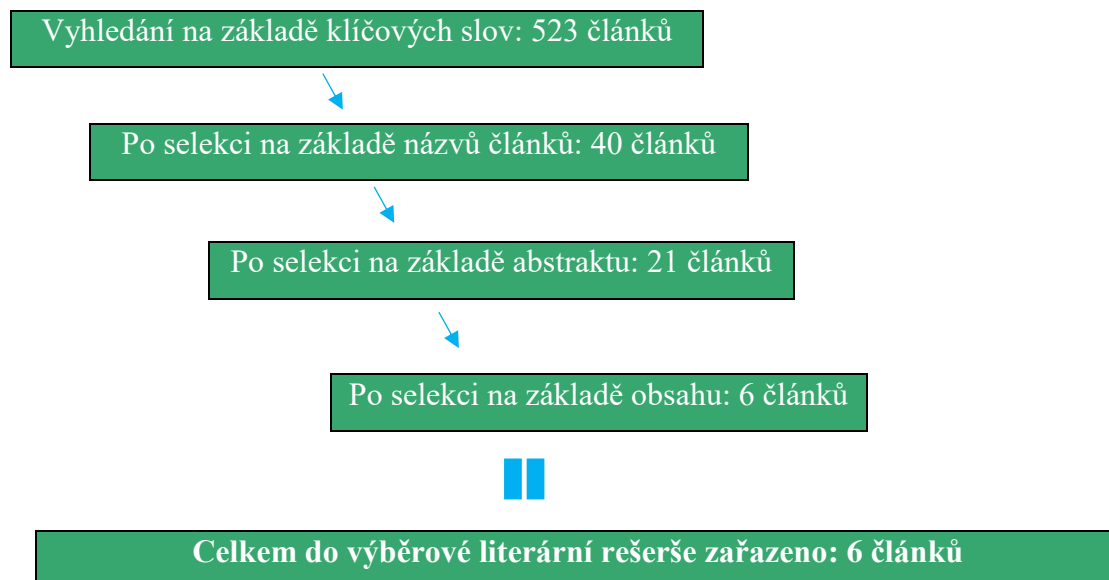 Vyhledání na základě klíčových slov: 523 článků
Po selekci na základě názvů článků: 40 článků
Po selekci na základě abstraktu: 21 článků
Po selekci na základě obsahu: 6 článků
Celkem do výběrové literární rešerše zařazeno: 6 článků